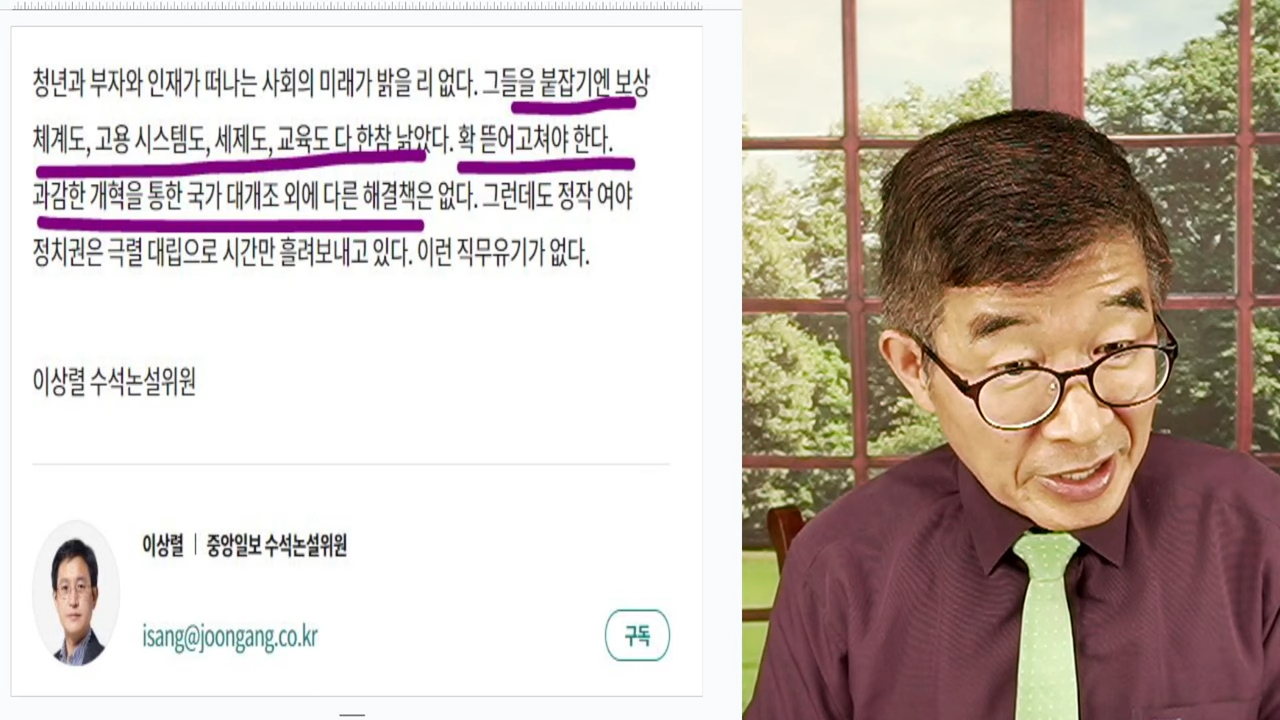 청년과 부자와 인재가 떠나는 사회의 미래가 밝을 리 없다. 그들을 붙잡기엔 보상
체계도, 고용 시스템도, 세제도, 교육도 다 한참 낡았다. 확 뜯어고쳐야 한다.
과감한 개혁을 통한 국가 대개조 외에 다른 해결책은 없다. 그런데도 정작 여야
정치권은 극렬 대립으로 시간만 흘려보내고 있다. 이런 직무유기가 없다.
이상렬 수석논설위원
이상렬 | 중앙일보 수석논설위원
isang@joongang.co.kr
구독